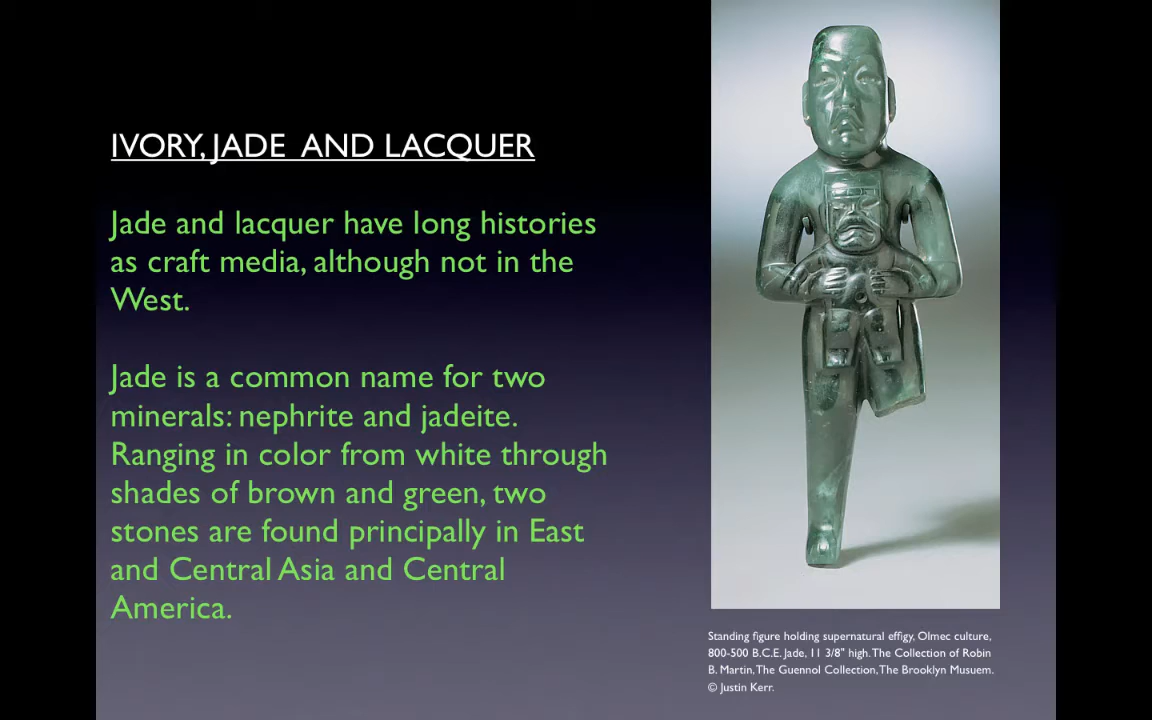 IVORY, JADE AND LACQUER
Jade and lacquer have long histories
as craft media, although not in the
West.
Jade is a common name for two
minerals: nephrite and jadeite.
Ranging in color from white through
shades of brown and green, two
stones are found principally in East
and Central Asia and Central
America.
Standing figure holding supernatural effigy, Olmec culture,
800-500 B.C.E. Jade, 11 3/8" high. The Collection of Robin
B. Martin, The Guennol Collection, The Brooklyn Musuem.
© Justin Kerr.